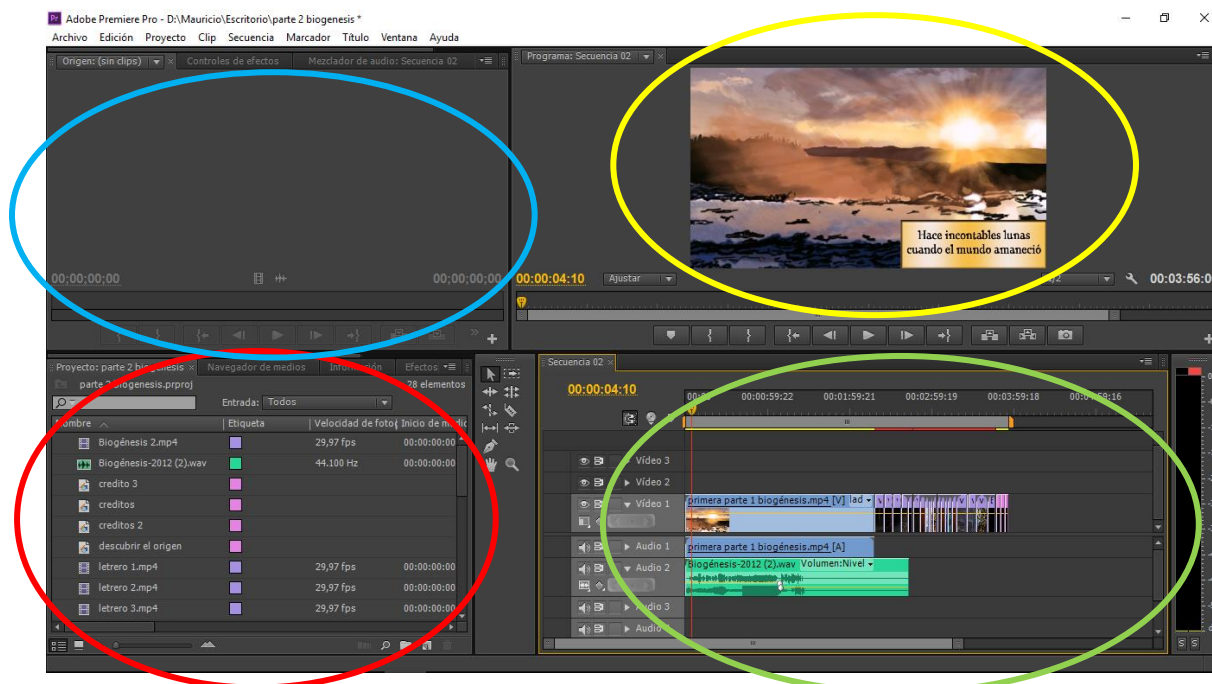 Adobe Premiere Pro - D:\Mauricio\Escritorio\parte 2 biogenesis *
Archivo Edición Proyecto Clip Secuencia Marcador Título Ventana Ayuda
Origen: (sin clips) Controles de efectos Mezclador de audio: Secuencia 02
Programa: Secuencia 02
Hace incontables lunas
cuando el mundo amaneció
00;00;00;00 00;00;00;00
00:00:04:10 Ajustar 1/2 00:03:56:0
Proyecto: parte 2 biogenesis Navegador de medios Información Efectos
parte 2 biogenesis.prproj 28 elementos
Entrada: Todos
Nombre Etiqueta Velocidad de foto Inicio de medio
Biogénesis 2.mp4 29,97 fps 00:00:00:00
Biogénesis-2012 (2).wav 44.100 Hz 00:00:00:00
credito 3
creditos
creditos 2
descubrir el origen
letrero 1.mp4 29,97 fps 00:00:00:00
letrero 2.mp4 29,97 fps 00:00:00:00
letrero 3.mp4 29,97 fps 00:00:00:00
Secuencia 02
00:00:04:10
00:00 00:00:59:22 00:01:59:21 00:02:59:19 00:03:59:18 00:04:59:16
Vídeo 3
Vídeo 2
Vídeo 1 primera parte 1 biogénesis.mp4 [V] lad
Audio 1 primera parte 1 biogénesis.mp4 [A]
Audio 2 Biogénesis-2012 (2).wav Volumen:Nivel
Audio 3
Audio
S S